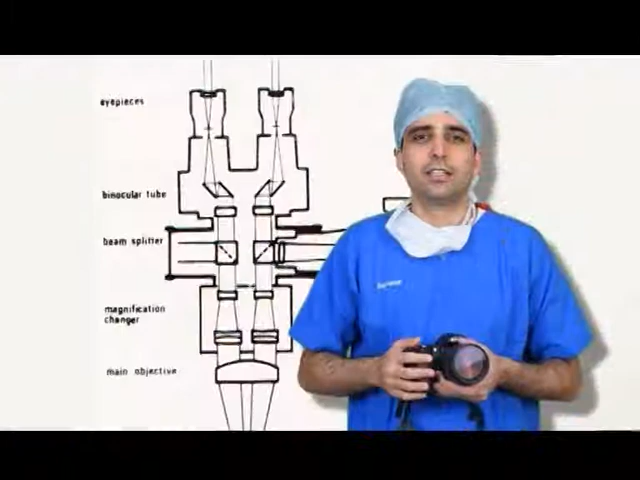 eyepieces
binocular tube
beam splitter
magnification
changer
main objective